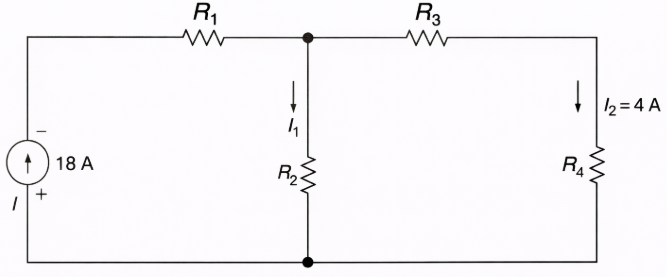 R₁
R₃
I₁
I₂ = 4 A
−
18 A
I
+
R₂
R₄